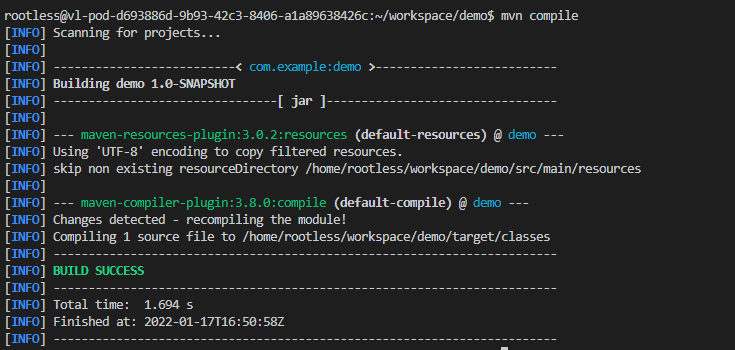 rootless@vl-pod-d693886d-9b93-42c3-8406-a1a89638426c:~/workspace/demo$ mvn compile
[INFO] Scanning for projects...
[INFO]
[INFO] --------------------------< com.example:demo >--------------------------
[INFO] Building demo 1.0-SNAPSHOT
[INFO] --------------------------------[ jar ]---------------------------------
[INFO]
[INFO] --- maven-resources-plugin:3.0.2:resources (default-resources) @ demo ---
[INFO] Using 'UTF-8' encoding to copy filtered resources.
[INFO] skip non existing resourceDirectory /home/rootless/workspace/demo/src/main/resources
[INFO]
[INFO] --- maven-compiler-plugin:3.8.0:compile (default-compile) @ demo ---
[INFO] Changes detected - recompiling the module!
[INFO] Compiling 1 source file to /home/rootless/workspace/demo/target/classes
[INFO] ------------------------------------------------------------------------
[INFO] BUILD SUCCESS
[INFO] ------------------------------------------------------------------------
[INFO] Total time:  1.694 s
[INFO] Finished at: 2022-01-17T16:50:58Z
[INFO] ------------------------------------------------------------------------